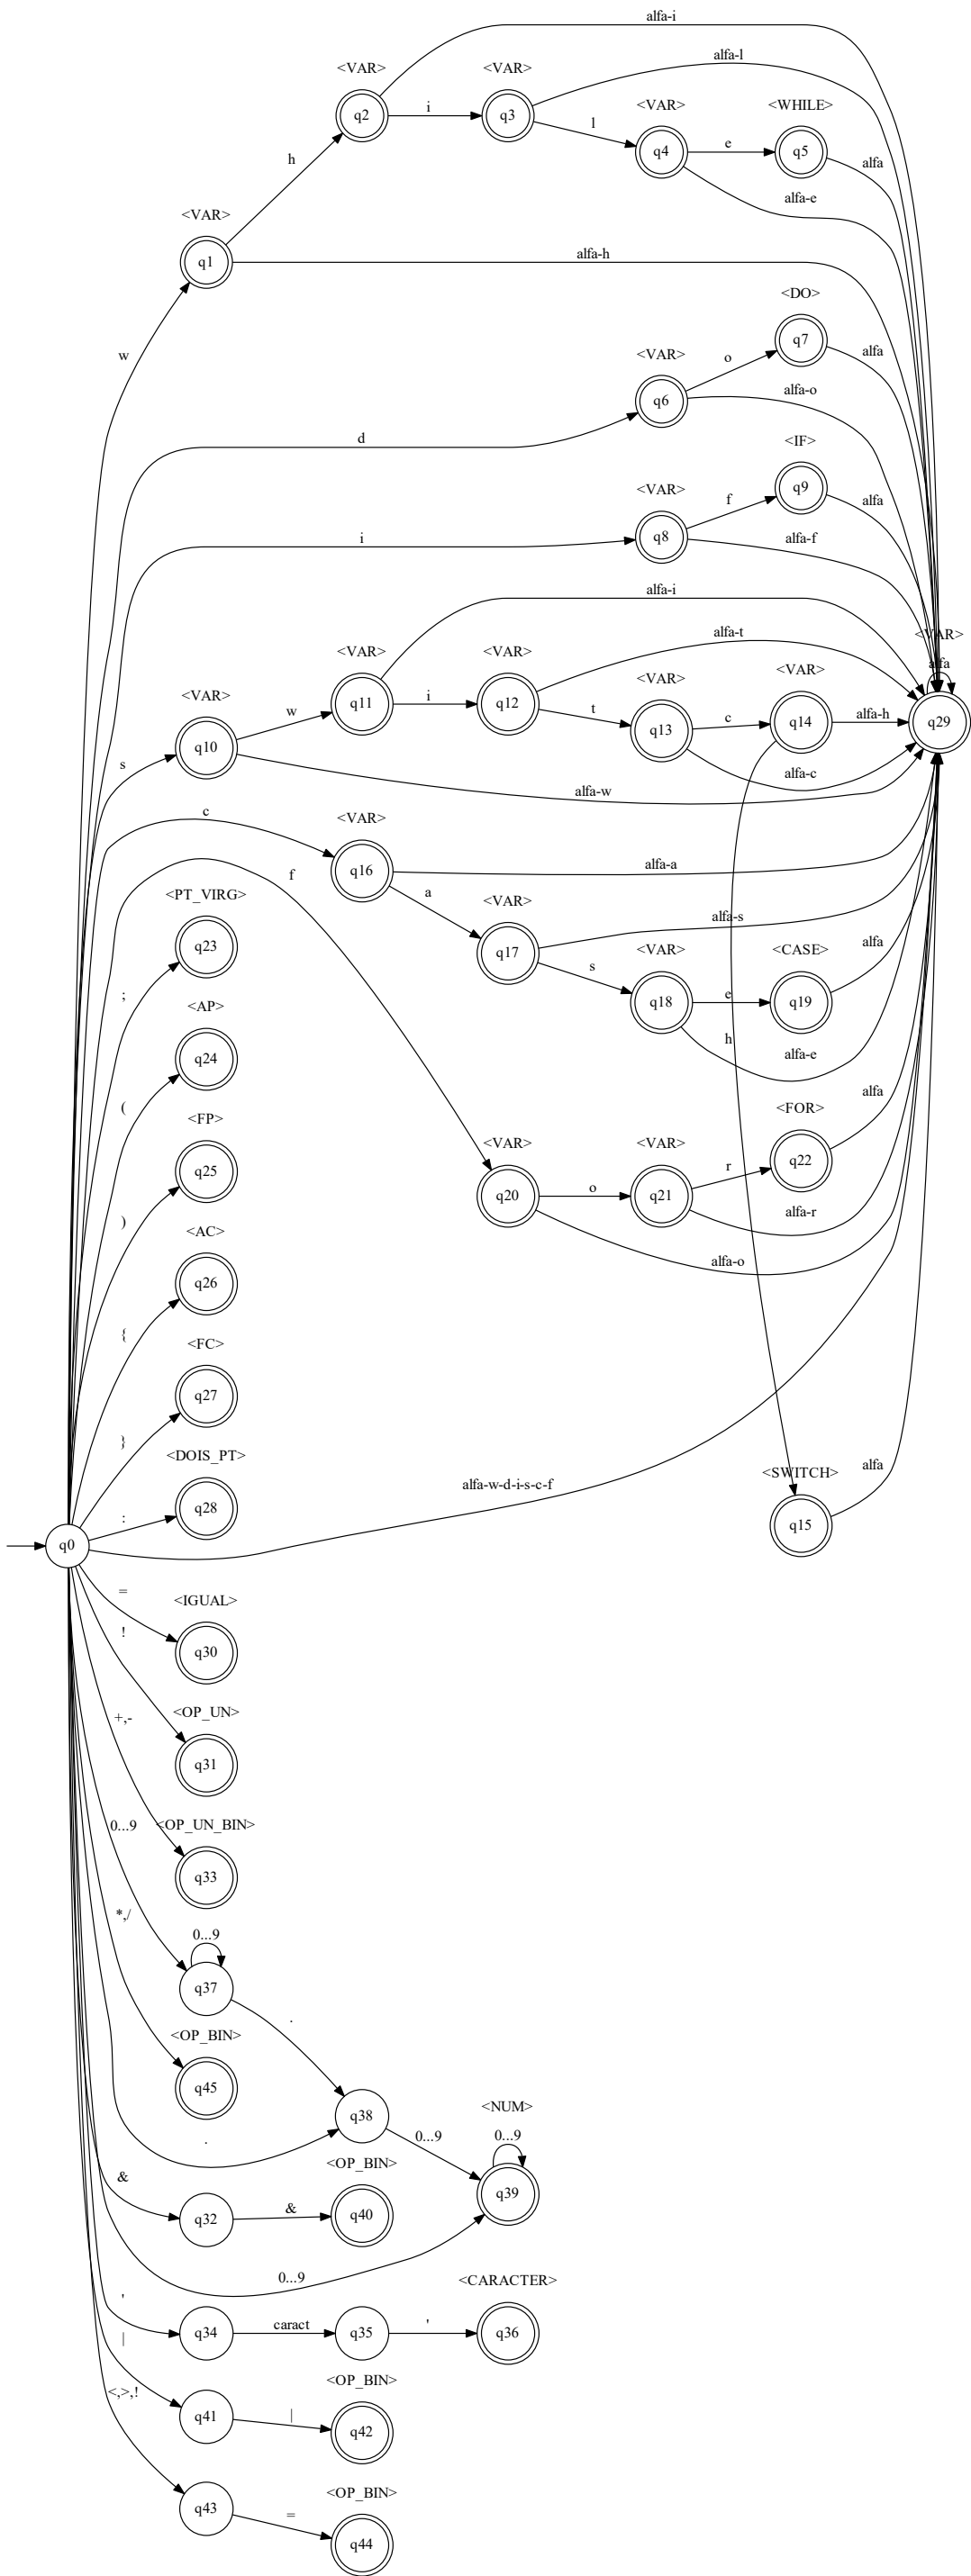 alfa-i
<VAR>
<VAR>
alfa-l
q2
i
q3
l
<VAR>
q4
e
<WHILE>
q5
alfa
alfa-e
h
<VAR>
q1
alfa-h
w
<DO>
q7
alfa
<VAR>
o
q6
alfa-o
d
<IF>
q9
alfa
<VAR>
f
q8
alfa-f
i
alfa-i
<VAR>
alfa-t
<VAR>
alfa
<VAR>
q11
i
<VAR>
q12
t
<VAR>
q13
c
<VAR>
q14
alfa-h
q29
<VAR>
w
q10
s
alfa-c
alfa-w
c
<VAR>
q16
alfa-a
a
<VAR>
q17
alfa-s
s
<VAR>
q18
e
<CASE>
q19
alfa
alfa-e
h
f
<PT_VIRG>
q23
;
<AP>
q24
(
<FP>
q25
)
<AC>
q26
{
<FC>
q27
}
<DOIS_PT>
q28
:
<VAR>
q20
o
<VAR>
q21
r
<FOR>
q22
alfa
alfa-r
alfa-o
alfa-w-d-i-s-c-f
<SWITCH>
q15
alfa
q0
=
<IGUAL>
q30
!
<OP_UN>
q31
+,-
<OP_UN_BIN>
q33
0...9
0...9
q37
*,/
<OP_BIN>
q45
.
.
q38
0...9
<NUM>
0...9
q39
&
q32
&
<OP_BIN>
q40
0...9
'
q34
caract
q35
'
<CARACTER>
q36
|
q41
|
<OP_BIN>
q42
<,>,!
q43
=
<OP_BIN>
q44